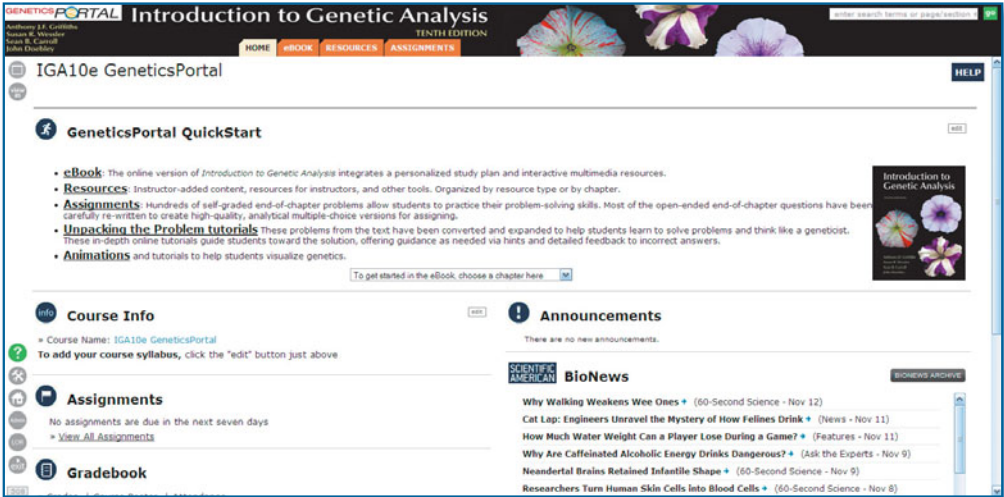 GENETICS PORTAL
Introduction to Genetic Analysis
TENTH EDITION
Anthony J.F. Griffiths
Susan R. Wessler
Sean B. Carroll
John Doebley
enter search terms or page/section #
go
HOME eBOOK RESOURCES ASSIGNMENTS
IGA10e GeneticsPortal
HELP
view as
GeneticsPortal QuickStart
edit
• eBook: The online version of Introduction to Genetic Analysis integrates a personalized study plan and interactive multimedia resources.
• Resources: Instructor-added content, resources for instructors, and other tools. Organized by resource type or by chapter.
• Assignments: Hundreds of self-graded end-of-chapter problems allow students to practice their problem-solving skills. Most of the open-ended end-of-chapter questions have been
carefully re-written to create high-quality, analytical multiple-choice versions for assigning.
• Unpacking the Problem tutorials These problems from the text have been converted and expanded to help students learn to solve problems and think like a geneticist.
These in-depth online tutorials guide students toward the solution, offering guidance as needed via hints and detailed feedback to incorrect answers.
• Animations and tutorials to help students visualize genetics.
Introduction to
Genetic Analysis
To get started in the eBook, choose a chapter here
info
Course Info
edit
» Course Name: IGA10e GeneticsPortal
To add your course syllabus, click the "edit" button just above
Announcements
There are no new announcements.
Assignments
No assignments are due in the next seven days
» View All Assignments
Gradebook
SCIENTIFIC
AMERICAN
BioNews
BIONEWS ARCHIVE
Why Walking Weakens Wee Ones + (60-Second Science - Nov 12)
Cat Lap: Engineers Unravel the Mystery of How Felines Drink + (News - Nov 11)
How Much Water Weight Can a Player Lose During a Game? + (Features - Nov 11)
Why Are Caffeinated Alcoholic Energy Drinks Dangerous? + (Ask the Experts - Nov 9)
Neandertal Brains Retained Infantile Shape + (60-Second Science - Nov 9)
Researchers Turn Human Skin Cells into Blood Cells + (60-Second Science - Nov 8)
?
exit